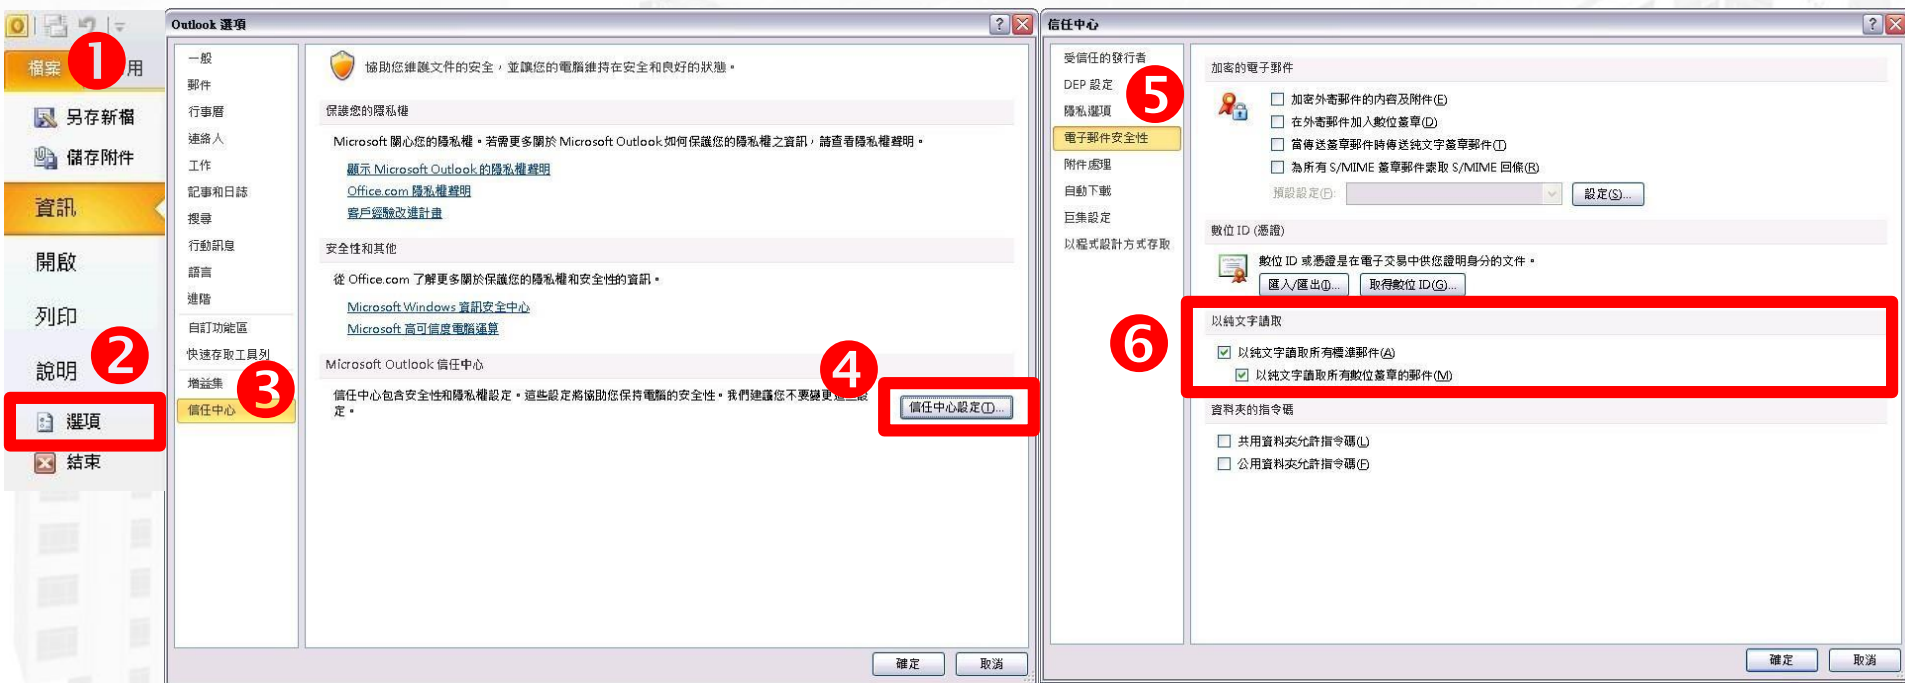 檔案
1
用
另存新檔
儲存附件
資訊
開啟
列印
說明
2
選項
結束
Outlook 選項
一般
郵件
行事曆
連絡人
工作
記事和日誌
搜尋
行動訊息
語言
進階
自訂功能區
快速存取工具列
增益集
3
信任中心
協助您維護文件的安全，並讓您的電腦維持在安全和良好的狀態。
保護您的隱私權
Microsoft 關心您的隱私權。若需更多關於 Microsoft Outlook 如何保護您的隱私權之資訊，請查看隱私權聲明。
顯示 Microsoft Outlook 的隱私權聲明
Office.com 隱私權聲明
客戶經驗改進計畫
安全性和其他
從 Office.com 了解更多關於保護您的隱私權和安全性的資訊。
Microsoft Windows 資訊安全中心
Microsoft 高可信度電腦運算
Microsoft Outlook 信任中心
4
信任中心包含安全性和隱私權設定。這些設定將協助您保持電腦的安全性。我們建議您不要變更這些設
定。
信任中心設定(T)...
確定
取消
信任中心
受信任的發行者
DEP 設定
5
隱私選項
電子郵件安全性
附件處理
自動下載
巨集設定
以程式設計方式存取
加密的電子郵件
加密外寄郵件的內容及附件(E)
在外寄郵件加入數位簽章(D)
當傳送簽章郵件時傳送純文字簽章郵件(T)
為所有 S/MIME 簽章郵件索取 S/MIME 回條(R)
預設設定(F):
設定(S)...
數位 ID (憑證)
數位 ID 或憑證是在電子交易中供您證明身分的文件。
匯入/匯出(I)...
取得數位 ID(G)...
6
以純文字讀取
以純文字讀取所有標準郵件(A)
以純文字讀取所有數位簽章的郵件(M)
資料夾的指令碼
共用資料夾允許指令碼(L)
公用資料夾允許指令碼(F)
確定
取消